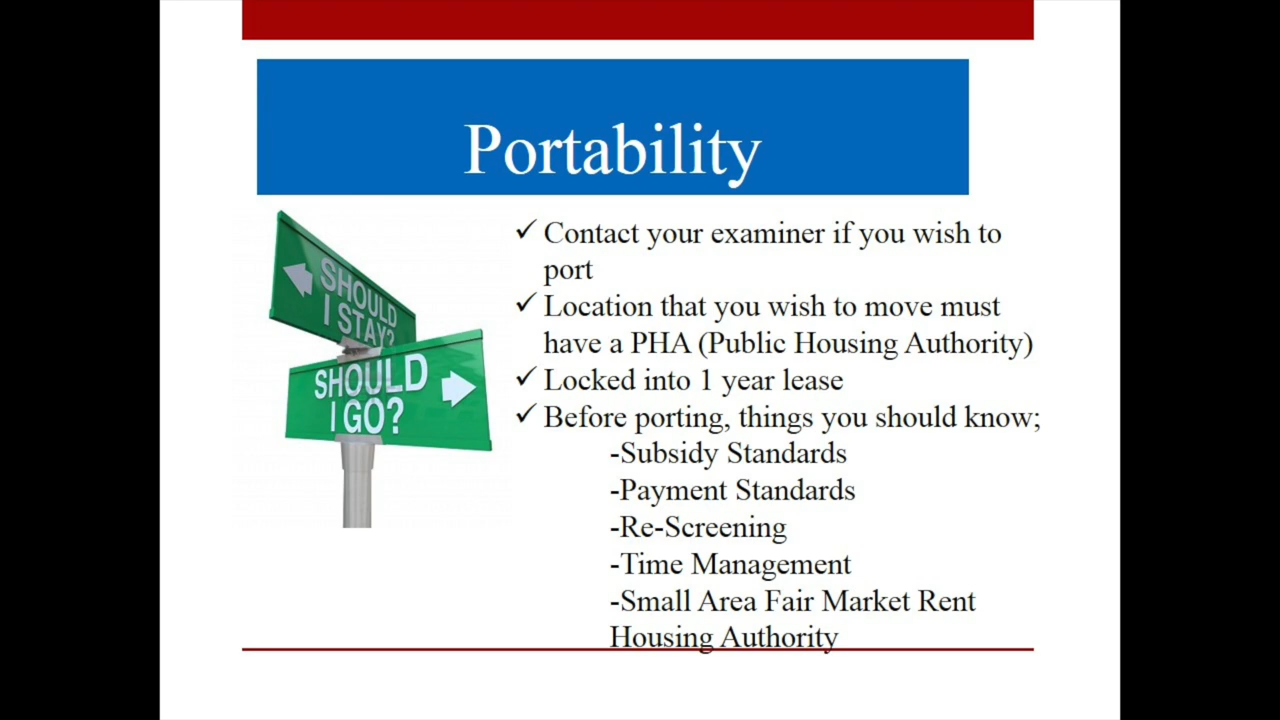 Portability
SHOULD
I STAY?
SHOULD
I GO?
✓ Contact your examiner if you wish to
port
✓ Location that you wish to move must
have a PHA (Public Housing Authority)
✓ Locked into 1 year lease
✓ Before porting, things you should know;
-Subsidy Standards
-Payment Standards
-Re-Screening
-Time Management
-Small Area Fair Market Rent
Housing Authority